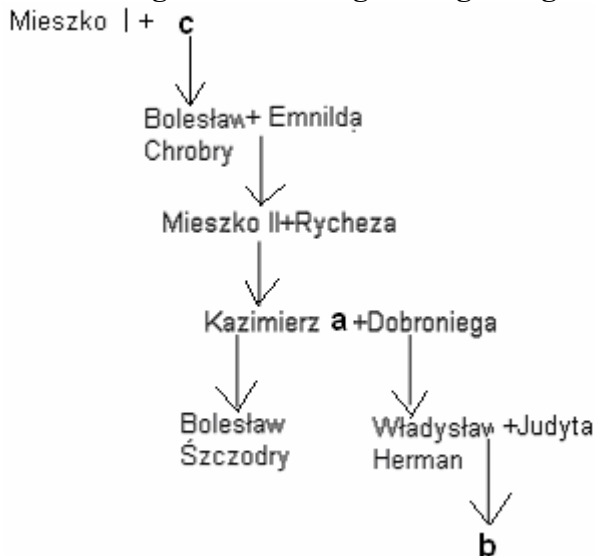 Mieszko I + c
Bolesław+ Emnilda
Chrobry
Mieszko II+Rycheza
Kazimierz a +Dobroniega
Bolesław
Śzczodry
Władysław +Judyta
Herman
b